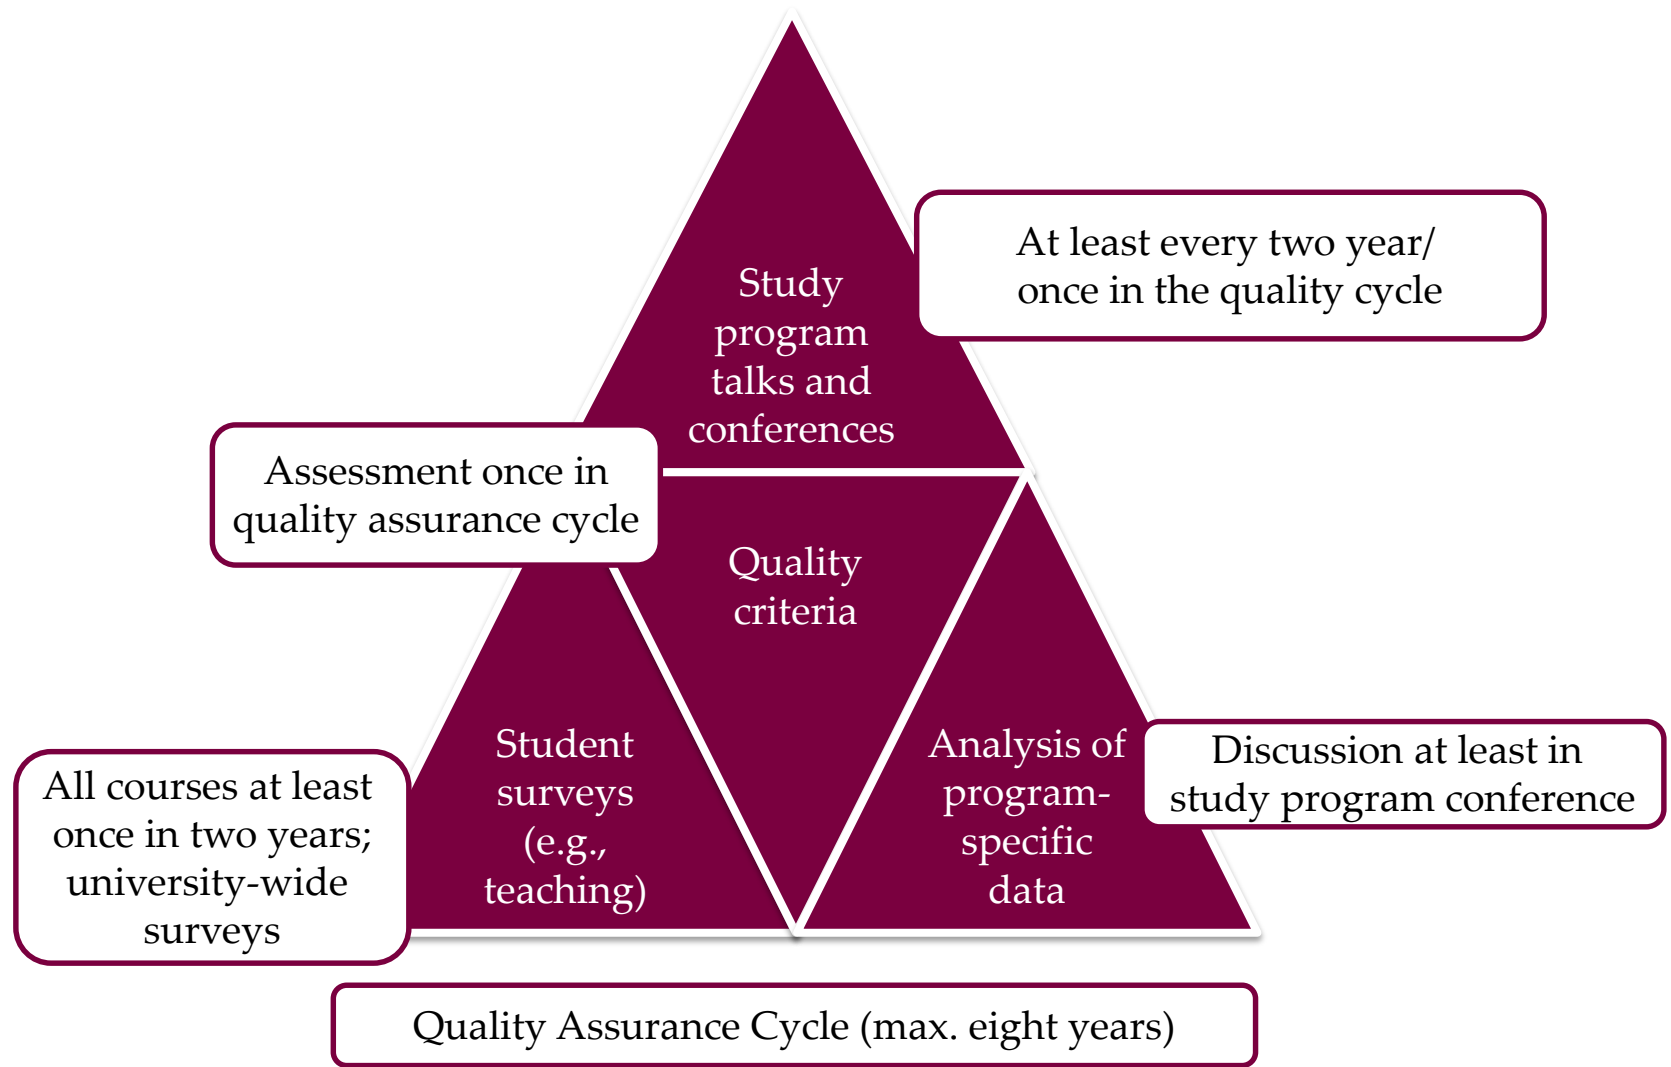 Study
program
talks and
conferences
At least every two year/
once in the quality cycle
Assessment once in
quality assurance cycle
Quality
criteria
Student
surveys
(e.g.,
teaching)
Analysis of
program-
specific
data
Discussion at least in
study program conference
All courses at least
once in two years;
university-wide
surveys
Quality Assurance Cycle (max. eight years)